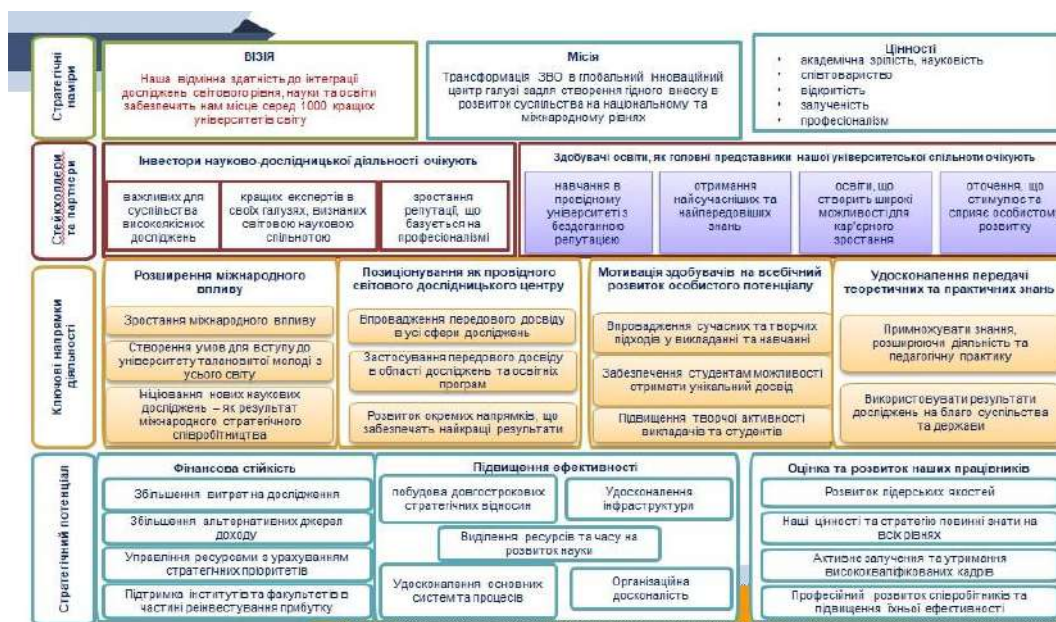 Стратегічні
наміри
ВІЗІЯ
Наша відмінна здатність до інтеграції
досліджень світового рівня, науки та освіти
забезпечить нам місце серед 1000 кращих
університетів світу
Місія
Трансформація ЗВО в глобальний інноваційний
центр галузі задля створення гідного внеску в
розвиток суспільства на національному та
міжнародному рівнях
Цінності
• академічна зрілість, науковість
• співтовариство
• відкритість
• залученість
• професіоналізм
Стейкхолдери
та партнери
Інвестори науково-дослідницької діяльності очікують
важливих для
суспільства
високоякісних
досліджень
кращих експертів в
своїх галузях, визнаних
світовою науковою
спільнотою
зростання
репутації, що
базується на
професіоналізмі
Здобувачі освіти, як головні представники нашої університетської спільноти очікують
навчання в
провідному
університеті з
бездоганною
репутацією
отримання
найсучасніших та
найпередовіших
знань
освіти, що
створить широкі
можливості для
кар'єрного
зростання
оточення, що
стимулює та
сприяє особистому
розвитку
Ключові напрямки
діяльності
Розширення міжнародного
впливу
Зростання міжнародного впливу
Створення умов для вступу до
університету талановитої молоді з
усього світу
Ініціювання нових наукових
досліджень – як результат
міжнародного стратегічного
співробітництва
Позиціонування як провідного
світового дослідницького центру
Впровадження передового досвіду
в усі сфери досліджень
Застосування передового досвіду
в області досліджень та освітніх
програм
Розвиток окремих напрямків, що
забезпечать найкращі результати
Мотивація здобувачів на всебічний
розвиток особистого потенціалу
Впровадження сучасних та творчих
підходів у викладанні та навчанні
Забезпечення студентам можливості
отримати унікальний досвід
Підвищення творчої активності
викладачів та студентів
Удосконалення передачі
теоретичних та практичних знань
Примножувати знання,
розширюючи діяльність та
педагогічну практику
Використовувати результати
досліджень на благо суспільства
та держави
Стратегічний потенціал
Фінансова стійкість
Збільшення витрат на дослідження
Збільшення альтернативних джерел
доходу
Управління ресурсами з урахуванням
стратегічних пріоритетів
Підтримка інститутів та факультетів в
частині реінвестування прибутку
Підвищення ефективності
побудова довгострокових
стратегічних відносин
Удосконалення
інфраструктури
Виділення ресурсів та часу на
розвиток науки
Удосконалення основних
систем та процесів
Організаційна
досконалість
Оцінка та розвиток наших працівників
Розвиток лідерських якостей
Наші цінності та стратегію повинні знати на
всіх рівнях
Активне залучення та утримання
висококваліфікованих кадрів
Професійний розвиток співробітників та
підвищення їхньої ефективності